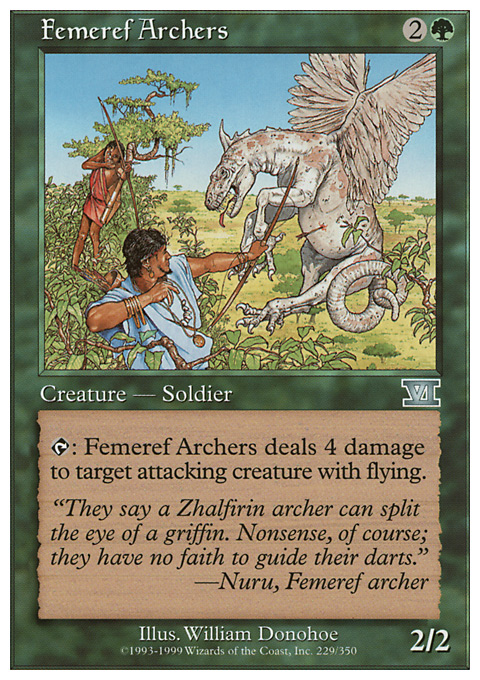 Femeref Archers 2
Creature — Soldier VI
: Femeref Archers deals 4 damage
to target attacking creature with flying.
“They say a Zhalfirin archer can split
the eye of a griffin. Nonsense, of course;
they have no faith to guide their darts.”
—Nuru, Femeref archer
Illus. William Donohoe
2/2
©1993-1999 Wizards of the Coast, Inc. 229/350